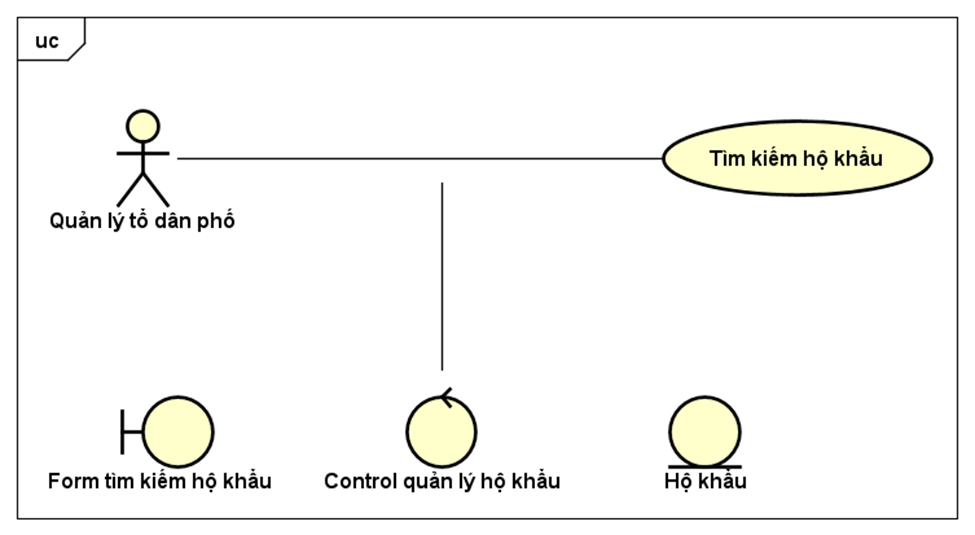 uc
Tìm kiếm hộ khẩu
Quản lý tổ dân phố
Form tìm kiếm hộ khẩu
Control quản lý hộ khẩu
Hộ khẩu